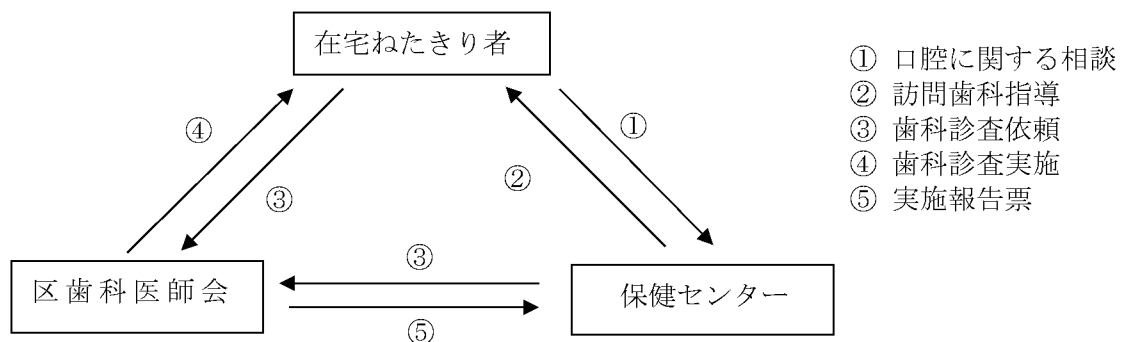 在宅ねたきり者
① 口腔に関する相談
② 訪問歯科指導
③ 歯科診査依頼
④ 歯科診査実施
⑤ 実施報告票
④
①
③
②
区歯科医師会
③
⑤
保健センター